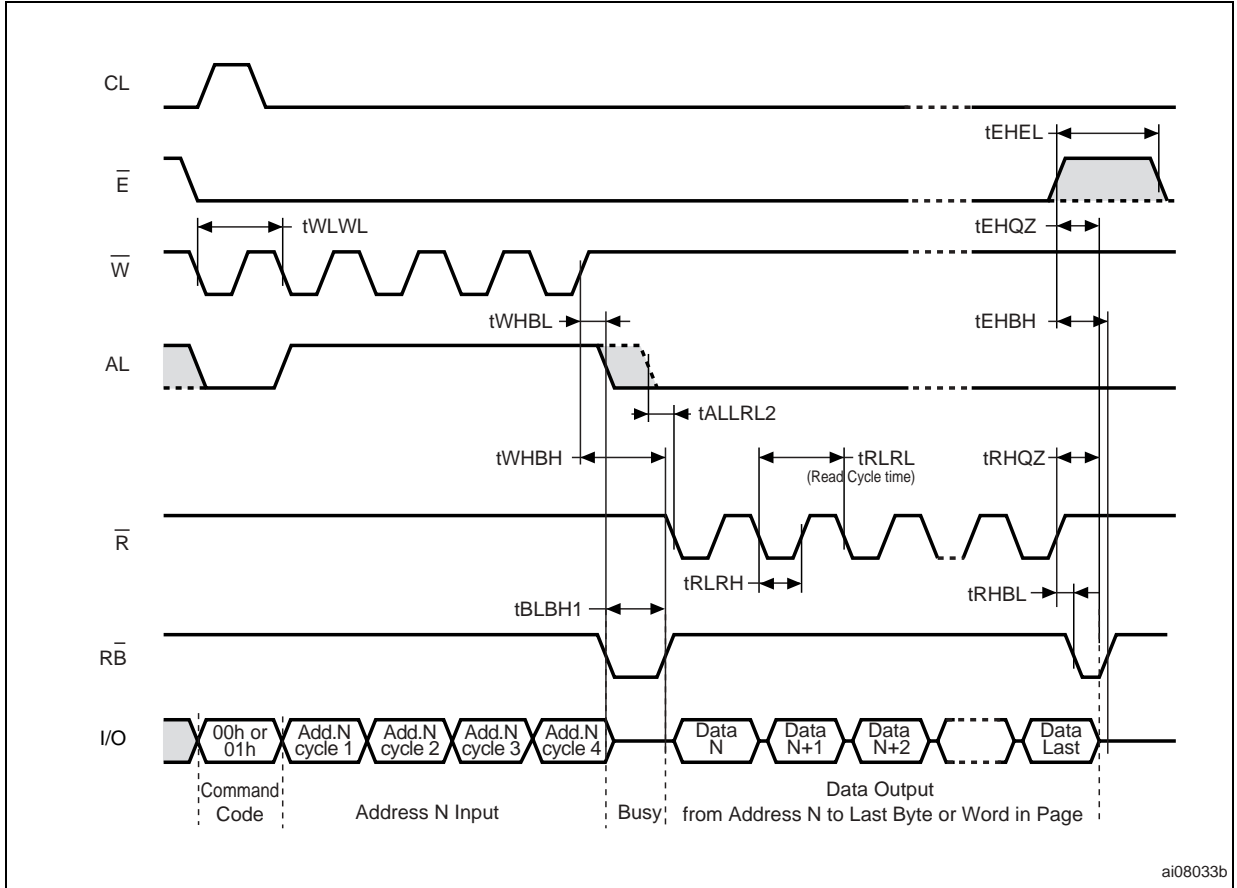 CL
tEHEL
E
tWLWL
tEHQZ
W
tWHBL
tEHBH
AL
tALLRL2
tWHBH
tRLRL
(Read Cycle time)
tRHQZ
R
tRLRH
tRHBL
tBLBH1
RB
I/O
00h or
01h
Add.N
cycle 1
Add.N
cycle 2
Add.N
cycle 3
Add.N
cycle 4
Data
N
Data
N+1
Data
N+2
Data
Last
Command
Code
Address N Input
Busy
Data Output
from Address N to Last Byte or Word in Page
ai08033b